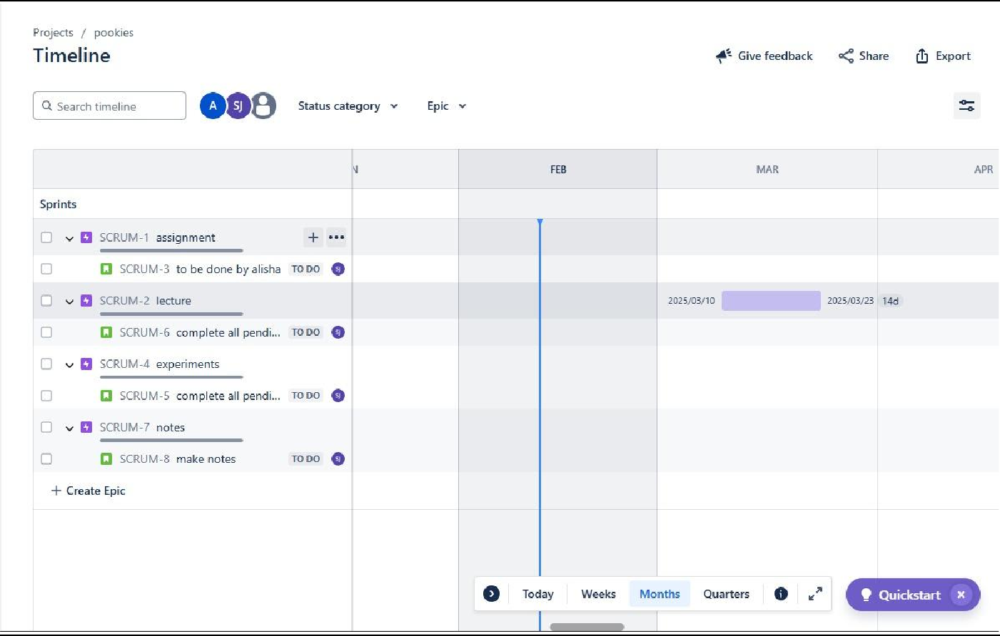 Projects / pookies
Timeline
Give feedback
Share
Export
Search timeline
A
SJ
Status category
Epic
N
FEB
MAR
APR
Sprints
SCRUM-1 assignment
SCRUM-3 to be done by alisha TO DO SJ
SCRUM-2 lecture
2025/03/10
2025/03/23 14d
SCRUM-6 complete all pendi... TO DO SJ
SCRUM-4 experiments
SCRUM-5 complete all pendi... TO DO SJ
SCRUM-7 notes
SCRUM-8 make notes TO DO SJ
+ Create Epic
Today
Weeks
Months
Quarters
Quickstart